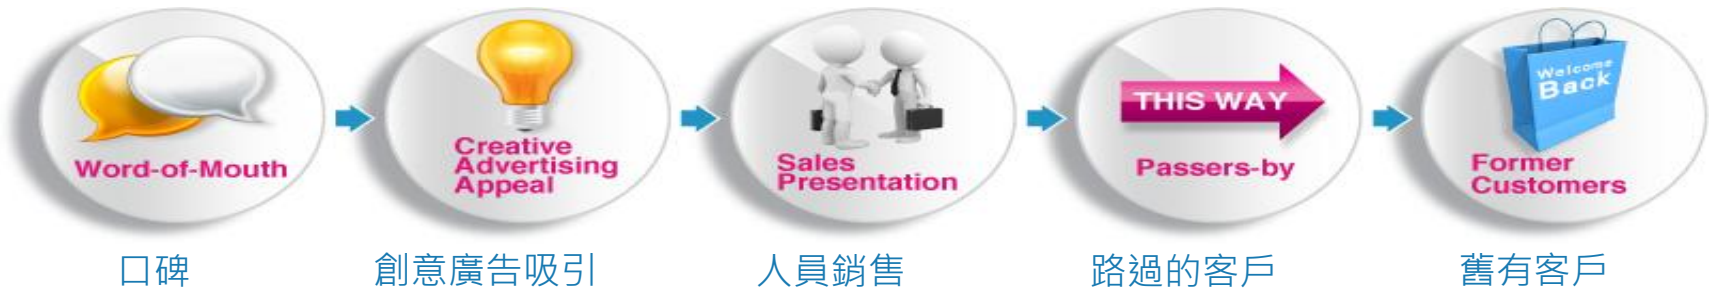 Word-of-Mouth
Creative
Advertising
Appeal
Sales
Presentation
THIS WAY
Passers-by
Welcome
Back
Former
Customers
口碑
創意廣告吸引
人員銷售
路過的客戶
舊有客戶